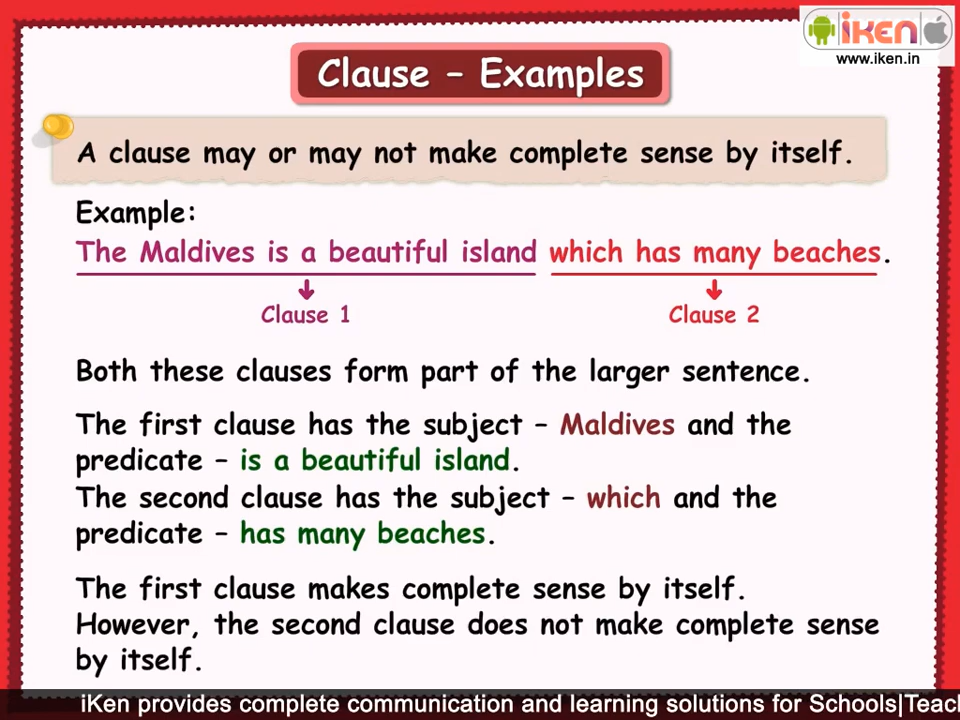 iKEN
www.iken.in
Clause – Examples
A clause may or may not make complete sense by itself.
Example:
The Maldives is a beautiful island which has many beaches.
Clause 1 Clause 2
Both these clauses form part of the larger sentence.
The first clause has the subject – Maldives and the
predicate – is a beautiful island.
The second clause has the subject – which and the
predicate – has many beaches.
The first clause makes complete sense by itself.
However, the second clause does not make complete sense
by itself.
iKen provides complete communication and learning solutions for Schools|Teac